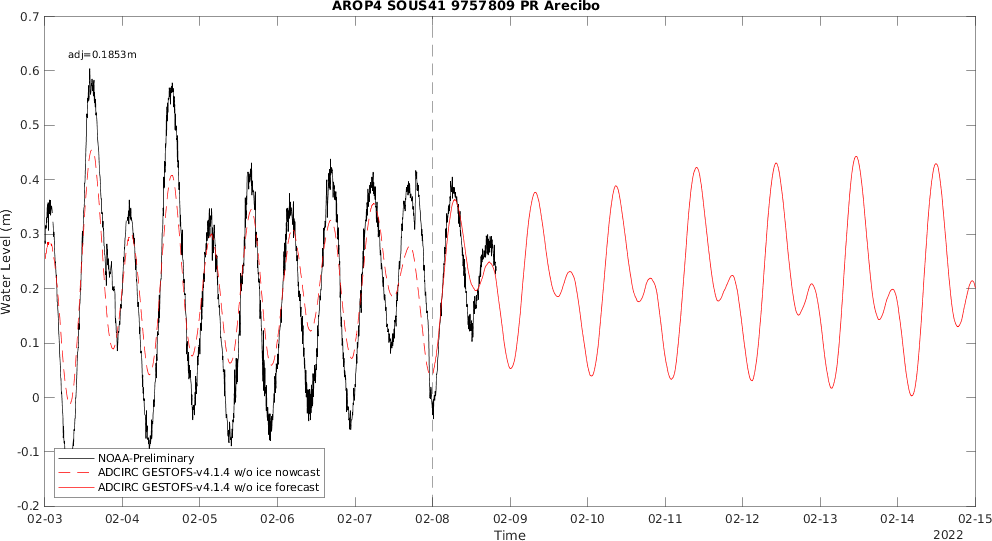 AROP4 SOUS41 9757809 PR Arecibo
adj=0.1853m
0.7
0.6
0.5
0.4
0.3
0.2
0.1
0
-0.1
-0.2
Water Level (m)
NOAA-Preliminary
ADCIRC GESTOFS-v4.1.4 w/o ice nowcast
ADCIRC GESTOFS-v4.1.4 w/o ice forecast
02-03 02-04 02-05 02-06 02-07 02-08 02-09 02-10 02-11 02-12 02-13 02-14 02-15
Time
2022